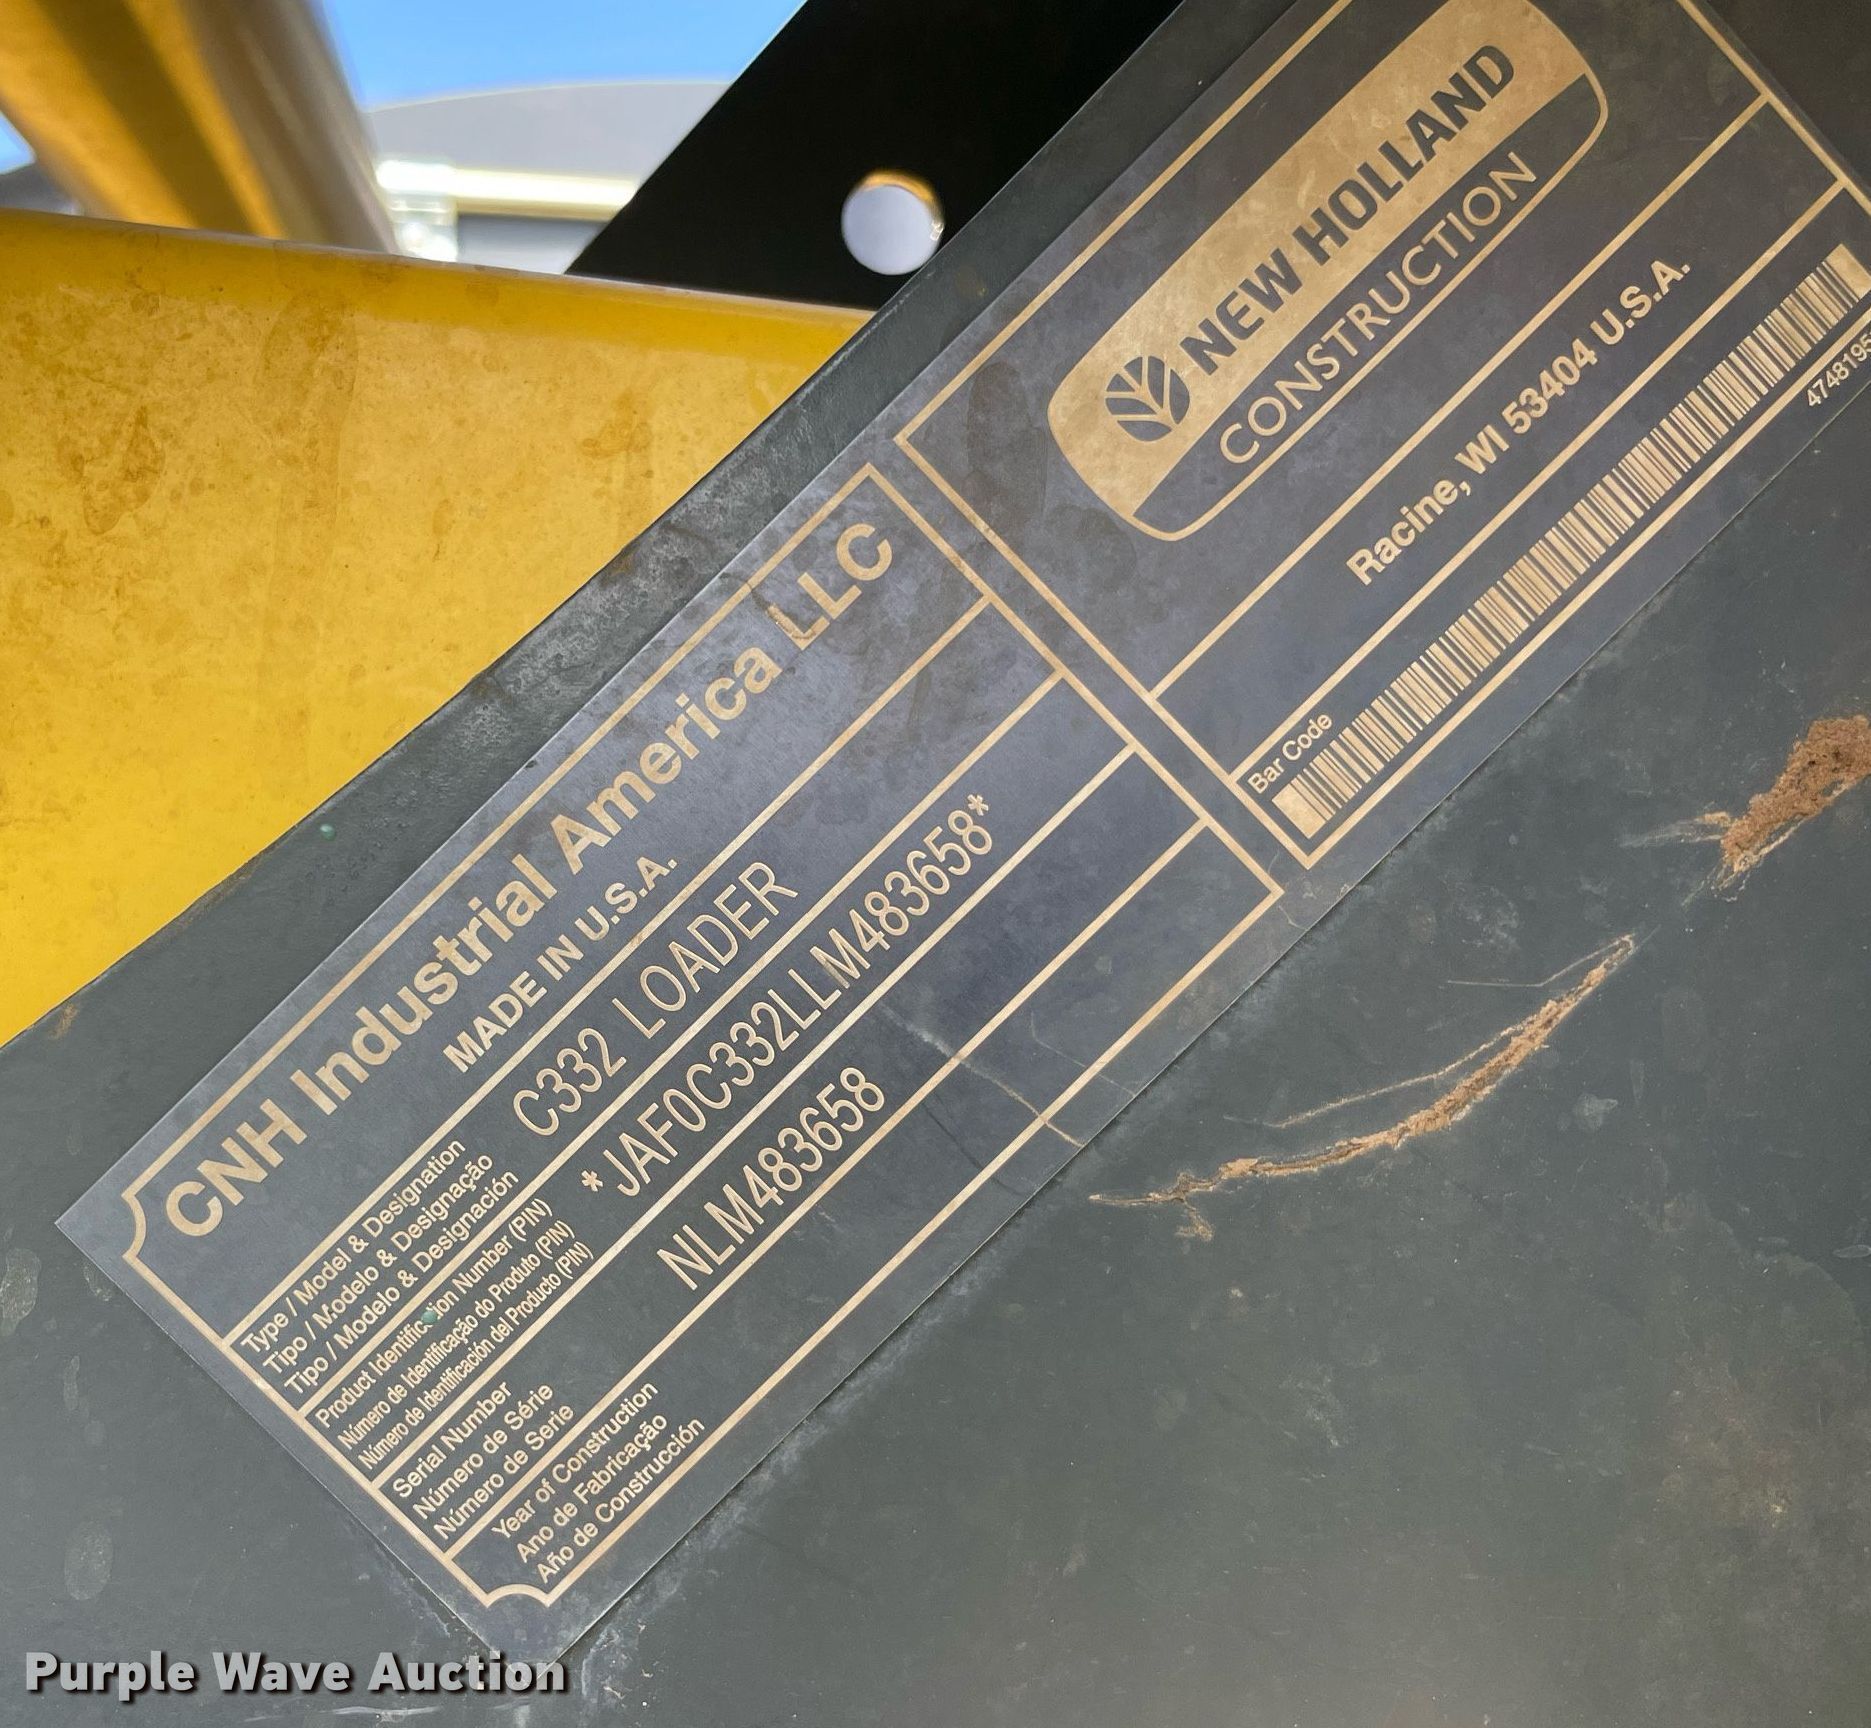 NEW HOLLAND
CONSTRUCTION
Racine, WI 53404 U.S.A.
Bar Code
CNH Industrial America LLC
MADE IN U.S.A.
Type / Model & Designation
Tipo / Modelo & Designação
Tipo / Modelo & Designación
C332 LOADER
Product Identification Number (PIN)
Número de Identificação do Produto (PIN)
Número de Identificación del Producto (PIN)
*JAF0C332LLM483658*
Serial Number
Número de Série
Número de Serie
NLM483658
Year of Construction
Ano de Fabricação
Año de Construcción
Purple Wave Auction